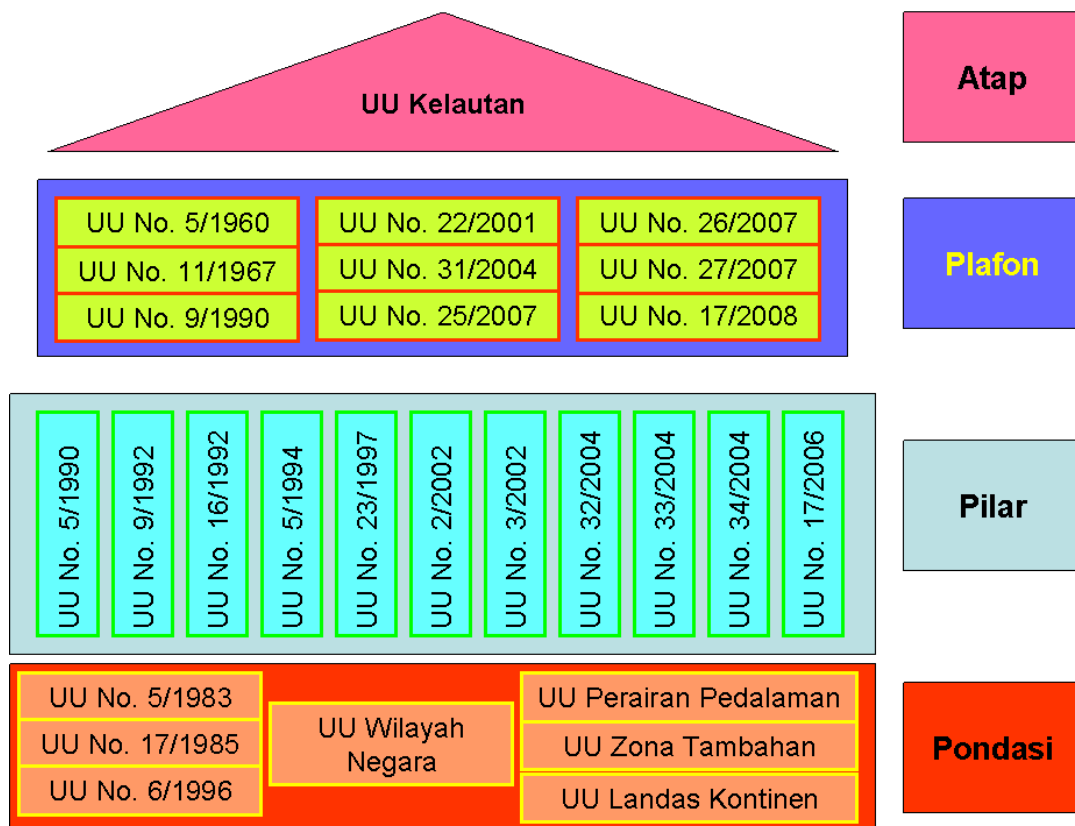 UU Kelautan
Atap
UU No. 5/1960
UU No. 11/1967
UU No. 9/1990
UU No. 22/2001
UU No. 31/2004
UU No. 25/2007
UU No. 26/2007
UU No. 27/2007
UU No. 17/2008
Plafon
UU No. 5/1990
UU No. 9/1992
UU No. 16/1992
UU No. 5/1994
UU No. 23/1997
UU No. 2/2002
UU No. 3/2002
UU No. 32/2004
UU No. 33/2004
UU No. 34/2004
UU No. 17/2006
Pilar
UU No. 5/1983
UU No. 17/1985
UU No. 6/1996
UU Wilayah
Negara
UU Perairan Pedalaman
UU Zona Tambahan
UU Landas Kontinen
Pondasi